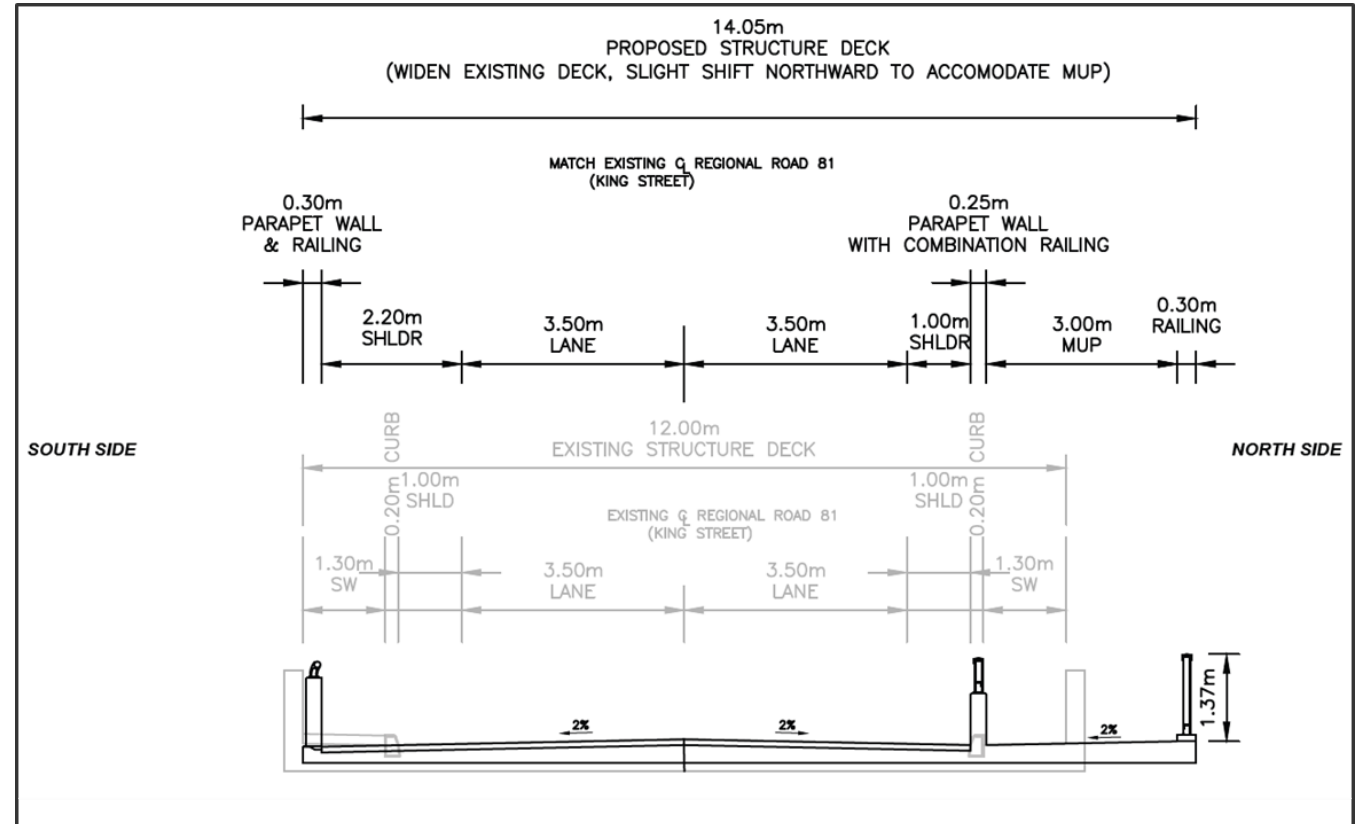 14.05m
PROPOSED STRUCTURE DECK
(WIDEN EXISTING DECK, SLIGHT SHIFT NORTHWARD TO ACCOMODATE MUP)
MATCH EXISTING ℄ REGIONAL ROAD 81
(KING STREET)
0.30m
PARAPET WALL
& RAILING
0.25m
PARAPET WALL
WITH COMBINATION RAILING
2.20m
SHLDR
3.50m
LANE
3.50m
LANE
1.00m
SHLDR
3.00m
MUP
0.30m
RAILING
SOUTH SIDE
NORTH SIDE
12.00m
EXISTING STRUCTURE DECK
0.20m CURB
1.00m
SHLD
1.00m
SHLD
0.20m CURB
EXISTING ℄ REGIONAL ROAD 81
(KING STREET)
1.30m
SW
3.50m
LANE
3.50m
LANE
1.30m
SW
2%
2%
2%
1.37m